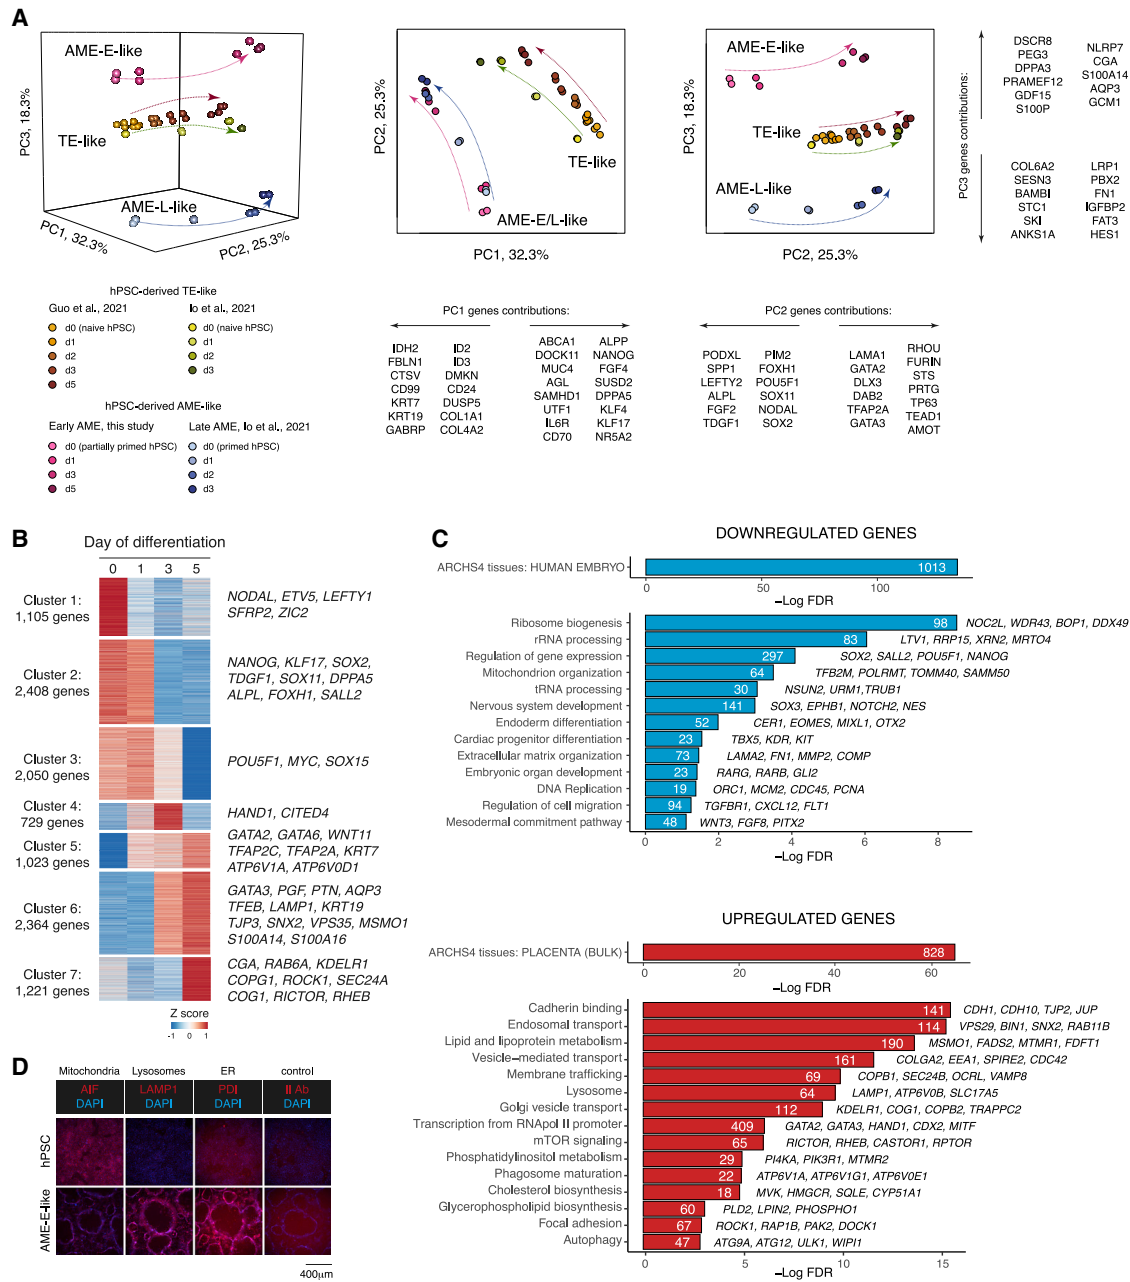 A
AME-E-like
TE-like
AME-L-like
PC3, 18.3%
PC1, 32.3%
PC2, 25.3%
PC2, 25.3%
TE-like
AME-E/L-like
PC1, 32.3%
PC3, 18.3%
AME-E-like
TE-like
AME-L-like
PC2, 25.3%
PC3 genes contributions:
DSCR8
PEG3
DPPA3
PRAMEF12
GDF15
S100P
NLRP7
CGA
S100A14
AQP3
GCM1
COL6A2
SESN3
BAMBI
STC1
SKI
ANKS1A
LRP1
PBX2
FN1
IGFBP2
FAT3
HES1
hPSC-derived TE-like
Guo et al., 2021
d0 (naive hPSC)
d1
d2
d3
d5
Io et al., 2021
d0 (naive hPSC)
d1
d2
d3
hPSC-derived AME-like
Early AME, this study
d0 (partially primed hPSC)
d1
d3
d5
Late AME, Io et al., 2021
d0 (primed hPSC)
d1
d2
d3
PC1 genes contributions:
IDH2
FBLN1
CTSV
CD99
KRT7
KRT19
GABRP
ID2
ID3
DMKN
CD24
DUSP5
COL1A1
COL4A2
ABCA1
DOCK11
MUC4
AGL
SAMHD1
UTF1
IL6R
CD70
ALPP
NANOG
FGF4
SUSD2
DPPA5
KLF4
KLF17
NR5A2
PC2 genes contributions:
PODXL
SPP1
LEFTY2
ALPL
FGF2
TDGF1
PIM2
FOXH1
POU5F1
SOX11
NODAL
SOX2
LAMA1
GATA2
DLX3
DAB2
TFAP2A
GATA3
RHOU
FURIN
STS
PRTG
TP63
TEAD1
AMOT
B
Day of differentiation
0 1 3 5
Cluster 1:
1,105 genes
NODAL, ETV5, LEFTY1
SFRP2, ZIC2
Cluster 2:
2,408 genes
NANOG, KLF17, SOX2,
TDGF1, SOX11, DPPA5
ALPL, FOXH1, SALL2
Cluster 3:
2,050 genes
POU5F1, MYC, SOX15
Cluster 4:
729 genes
HAND1, CITED4
Cluster 5:
1,023 genes
GATA2, GATA6, WNT11
TFAP2C, TFAP2A, KRT7
ATP6V1A, ATP6V0D1
Cluster 6:
2,364 genes
GATA3, PGF, PTN, AQP3
TFEB, LAMP1, KRT19
TJP3, SNX2, VPS35, MSMO1
S100A14, S100A16
Cluster 7:
1,221 genes
CGA, RAB6A, KDELR1
COPG1, ROCK1, SEC24A
COG1, RICTOR, RHEB
Z score
-1 0 1
C
DOWNREGULATED GENES
ARCHS4 tissues: HUMAN EMBRYO 1013
0 50 100
−Log FDR
Ribosome biogenesis 98 NOC2L, WDR43, BOP1, DDX49
rRNA processing 83 LTV1, RRP15, XRN2, MRTO4
Regulation of gene expression 297 SOX2, SALL2, POU5F1, NANOG
Mitochondrion organization 64 TFB2M, POLRMT, TOMM40, SAMM50
tRNA processing 30 NSUN2, URM1,TRUB1
Nervous system development 141 SOX3, EPHB1, NOTCH2, NES
Endoderm differentiation 52 CER1, EOMES, MIXL1, OTX2
Cardiac progenitor differentiation 23 TBX5, KDR, KIT
Extracellular matrix organization 73 LAMA2, FN1, MMP2, COMP
Embryonic organ development 23 RARG, RARB, GLI2
DNA Replication 19 ORC1, MCM2, CDC45, PCNA
Regulation of cell migration 94 TGFBR1, CXCL12, FLT1
Mesodermal commitment pathway 48 WNT3, FGF8, PITX2
0 2 4 6 8
−Log FDR
UPREGULATED GENES
ARCHS4 tissues: PLACENTA (BULK) 828
0 20 40 60
−Log FDR
Cadherin binding 141 CDH1, CDH10, TJP2, JUP
Endosomal transport 114 VPS29, BIN1, SNX2, RAB11B
Lipid and lipoprotein metabolism 190 MSMO1, FADS2, MTMR1, FDFT1
Vesicle−mediated transport 161 COLGA2, EEA1, SPIRE2, CDC42
Membrane trafficking 69 COPB1, SEC24B, OCRL, VAMP8
Lysosome 64 LAMP1, ATP6V0B, SLC17A5
Golgi vesicle transport 112 KDELR1, COG1, COPB2, TRAPPC2
Transcription from RNApol II promoter 409 GATA2, GATA3, HAND1, CDX2, MITF
mTOR signaling 65 RICTOR, RHEB, CASTOR1, RPTOR
Phosphatidylinositol metabolism 29 PI4KA, PIK3R1, MTMR2
Phagosome maturation 22 ATP6V1A, ATP6V1G1, ATP6V0E1
Cholesterol biosynthesis 18 MVK, HMGCR, SQLE, CYP51A1
Glycerophospholipid biosynthesis 60 PLD2, LPIN2, PHOSPHO1
Focal adhesion 67 ROCK1, RAP1B, PAK2, DOCK1
Autophagy 47 ATG9A, ATG12, ULK1, WIPI1
0 5 10 15
−Log FDR
D
Mitochondria Lysosomes ER control
AIF LAMP1 PDI II Ab
DAPI DAPI DAPI DAPI
hPSC
AME-E-like
400µm